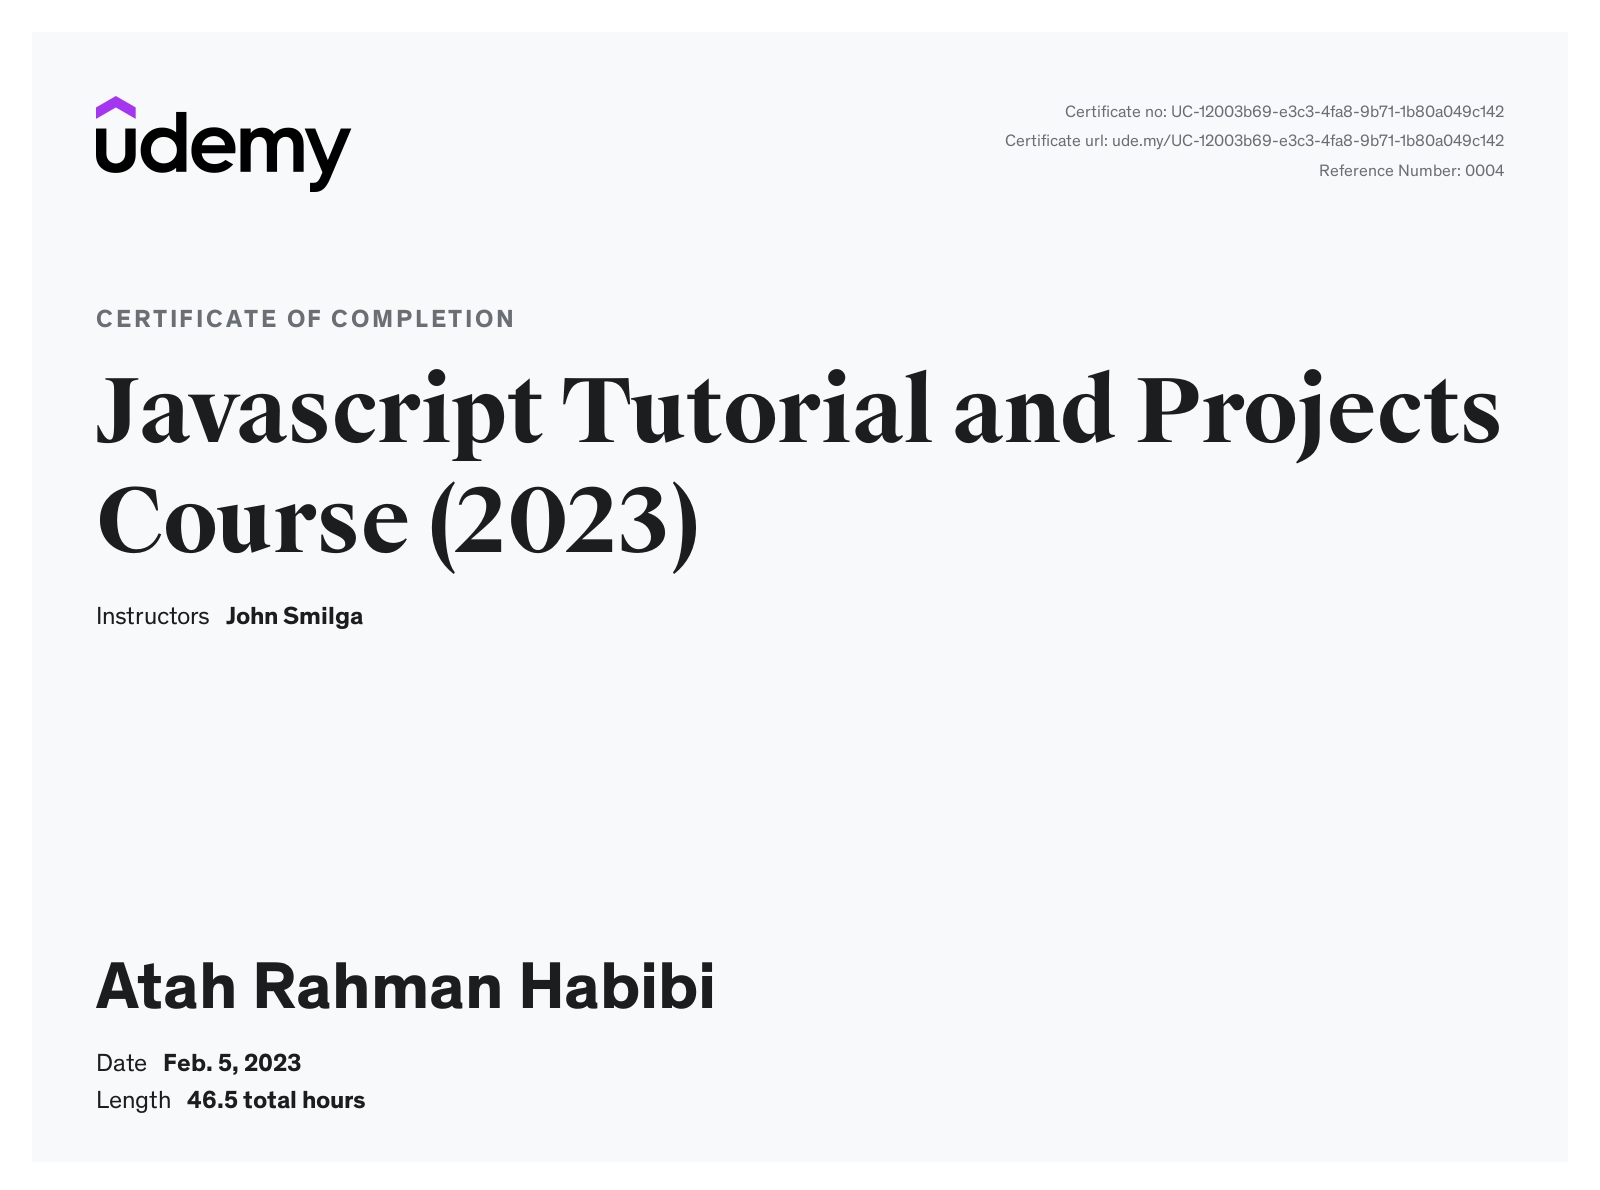 udemy
Certificate no: UC-12003b69-e3c3-4fa8-9b71-1b80a049c142
Certificate url: ude.my/UC-12003b69-e3c3-4fa8-9b71-1b80a049c142
Reference Number: 0004
CERTIFICATE OF COMPLETION
Javascript Tutorial and Projects
Course (2023)
Instructors John Smilga
Atah Rahman Habibi
Date Feb. 5, 2023
Length 46.5 total hours